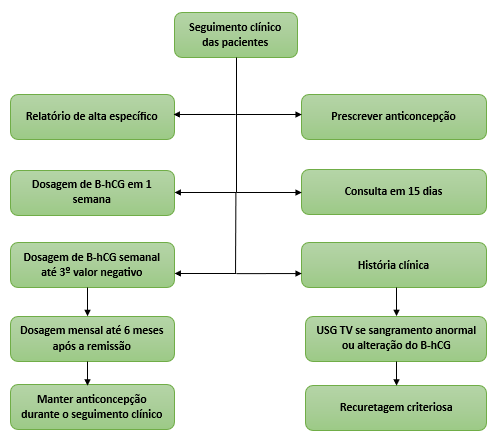 Seguimento clínico
das pacientes
Relatório de alta específico
Prescrever anticoncepção
Dosagem de B-hCG em 1
semana
Consulta em 15 dias
Dosagem de B-hCG semanal
até 3º valor negativo
História clínica
Dosagem mensal até 6 meses
após a remissão
USG TV se sangramento anormal
ou alteração do B-hCG
Manter anticoncepção
durante o seguimento clínico
Recuretagem criteriosa